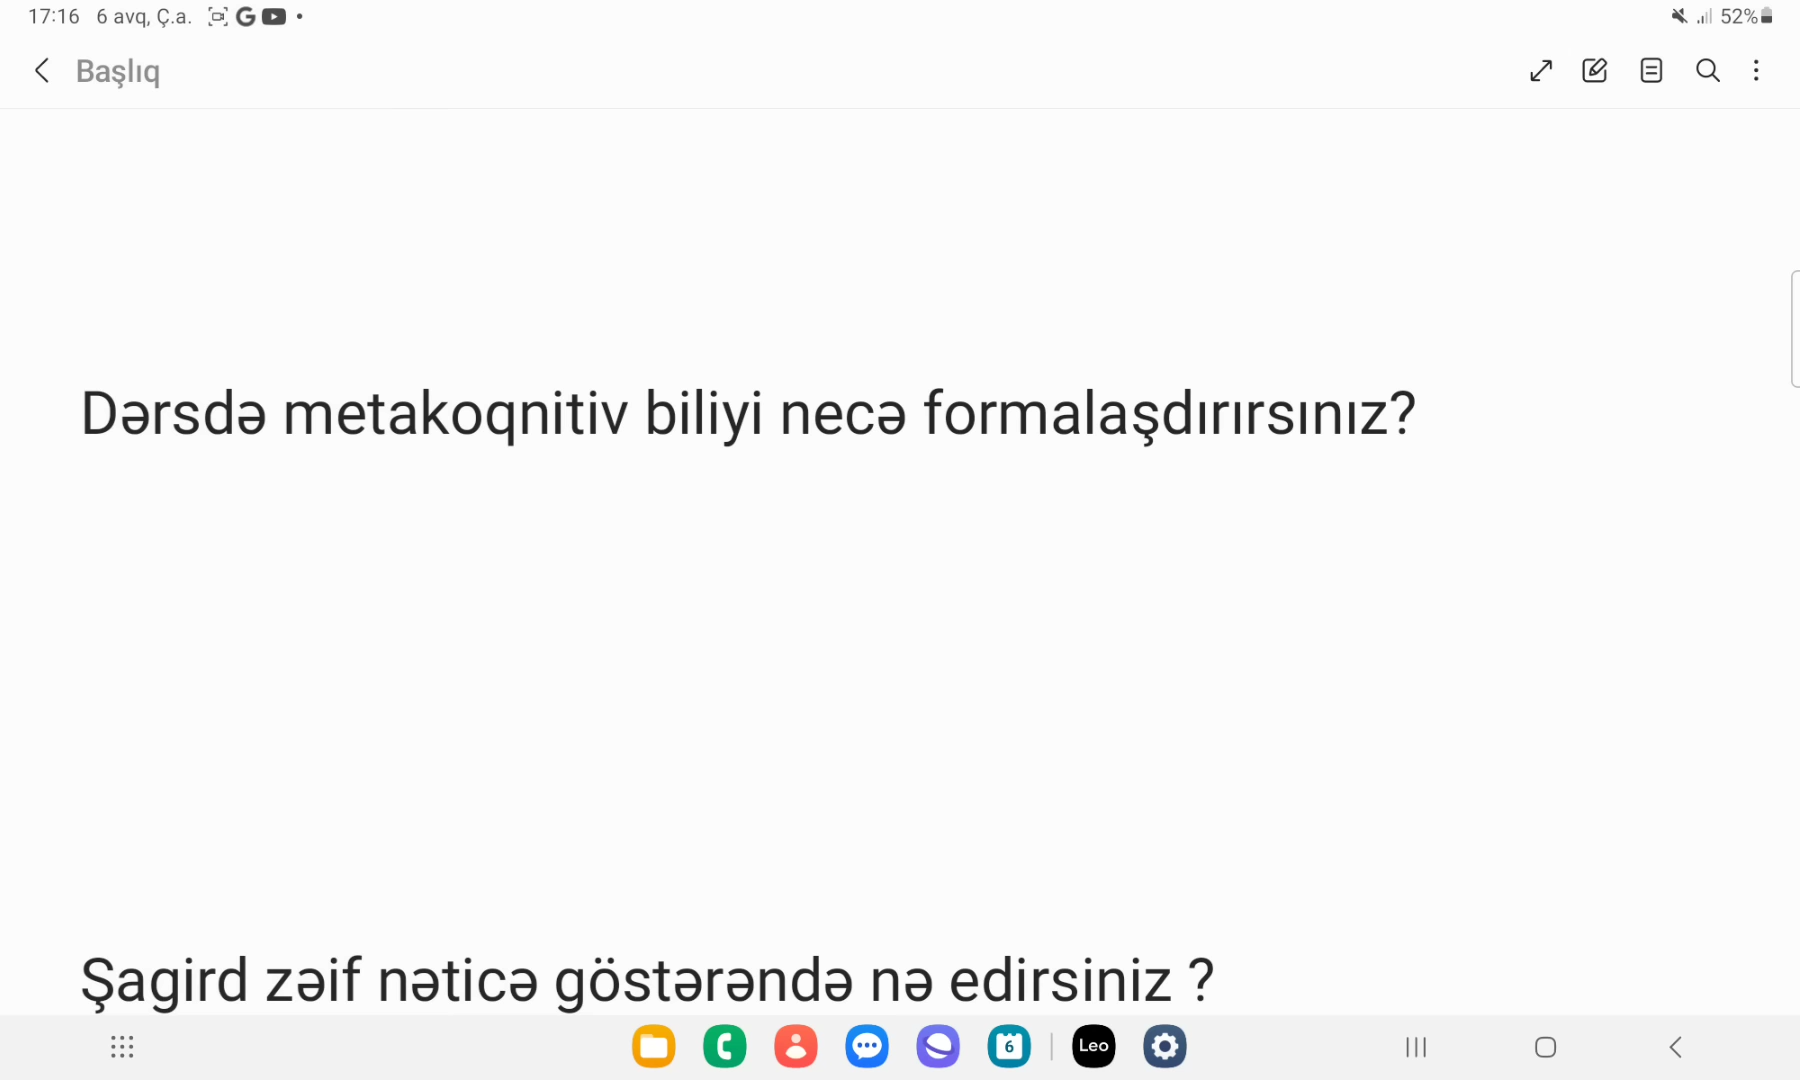 17:16 6 avq, Ç.a. 52%
Başlıq
Dərsdə metakoqnitiv biliyi necə formalaşdırırsınız?
Şagird zəif nəticə göstərəndə nə edirsiniz ?
6 Leo